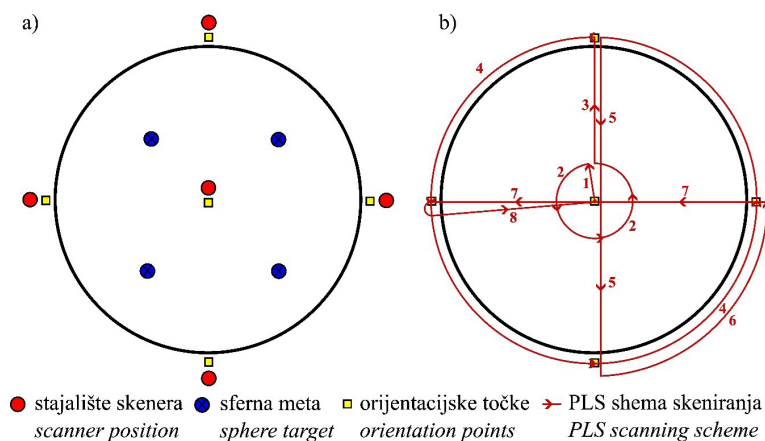 a)
b)
4
3
5
2
1
7
7
8
2
5
4
6
stajalište skenera
scanner position
sferna meta
sphere target
orijentacijske točke
orientation points
PLS shema skeniranja
PLS scanning scheme